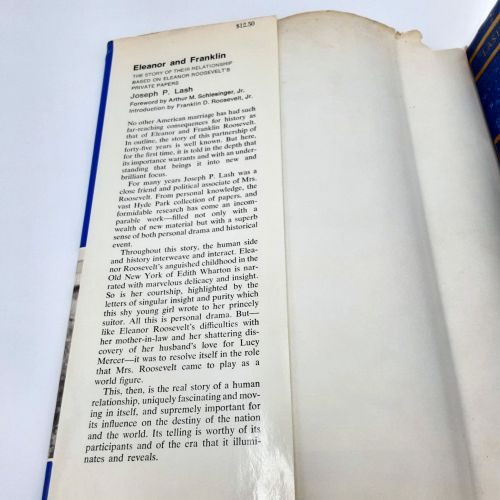 $12.50
Eleanor and Franklin
THE STORY OF THEIR RELATIONSHIP
BASED ON ELEANOR ROOSEVELT'S
PRIVATE PAPERS
Joseph P. Lash
Foreword by Arthur M. Schlesinger, Jr.
Introduction by Franklin D. Roosevelt, Jr.
No other American marriage has had such
far-reaching consequences for history as
that of Eleanor and Franklin Roosevelt.
In outline, the story of this partnership of
forty-five years is well known. But here,
for the first time, it is told in the depth that
its importance warrants and with an under-
standing that brings it into new and
brilliant focus.
For many years Joseph P. Lash was a
close friend and political associate of Mrs.
Roosevelt. From personal knowledge, the
vast Hyde Park collection of papers, and
formidable research has come an incom-
parable work—filled not only with a
wealth of new material but with a superb
sense of both personal drama and historical
event.
Throughout this story, the human side
and history interweave and interact. Elea-
nor Roosevelt's anguished childhood in the
Old New York of Edith Wharton is nar-
rated with marvelous delicacy and insight.
So is her courtship, highlighted by the
letters of singular insight and purity which
this shy young girl wrote to her princely
suitor. All this is personal drama. But—
like Eleanor Roosevelt's difficulties with
her mother-in-law and her shattering dis-
covery of her husband's love for Lucy
Mercer—it was to resolve itself in the role
that Mrs. Roosevelt came to play as a
world figure.
This, then, is the real story of a human
relationship, uniquely fascinating and mov-
ing in itself, and supremely important for
its influence on the destiny of the nation
and the world. Its telling is worthy of its
participants and of the era that it illumi-
nates and reveals.
LASH